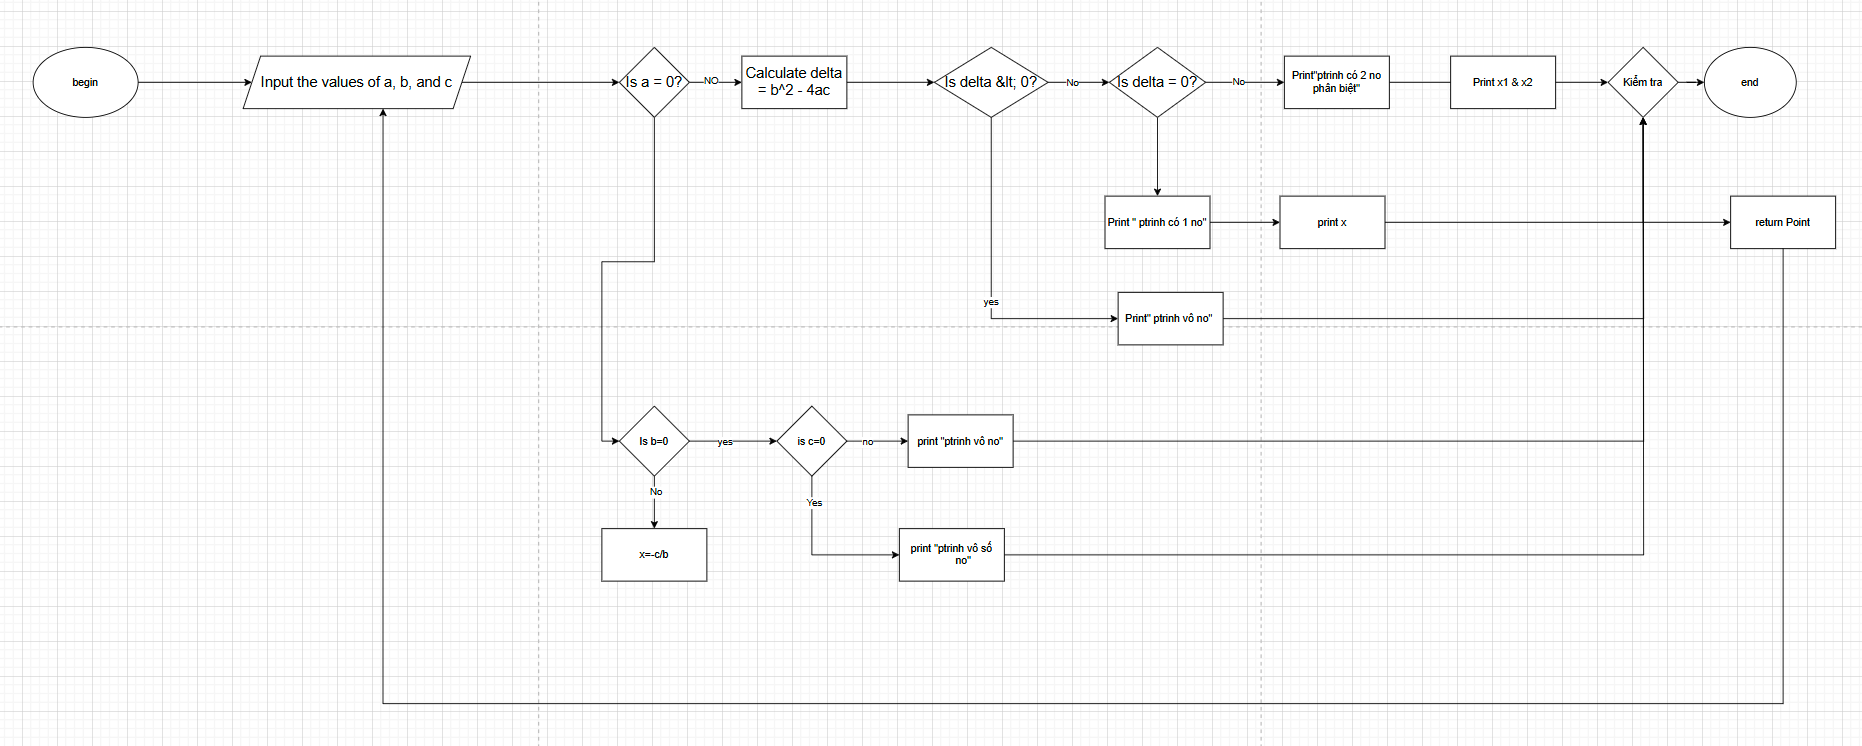 begin
Input the values of a, b, and c
Is a = 0?
NO
Calculate delta
= b^2 - 4ac
Is delta &lt; 0?
No
Is delta = 0?
No
Print"ptrinh có 2 no
phân biệt"
Print x1 & x2
Kiểm tra
end
Print " ptrinh có 1 no"
print x
return Point
yes
Print" ptrinh vô no"
Is b=0
yes
is c=0
no
print "ptrinh vô no"
No
Yes
x=-c/b
print "ptrinh vô số
no"